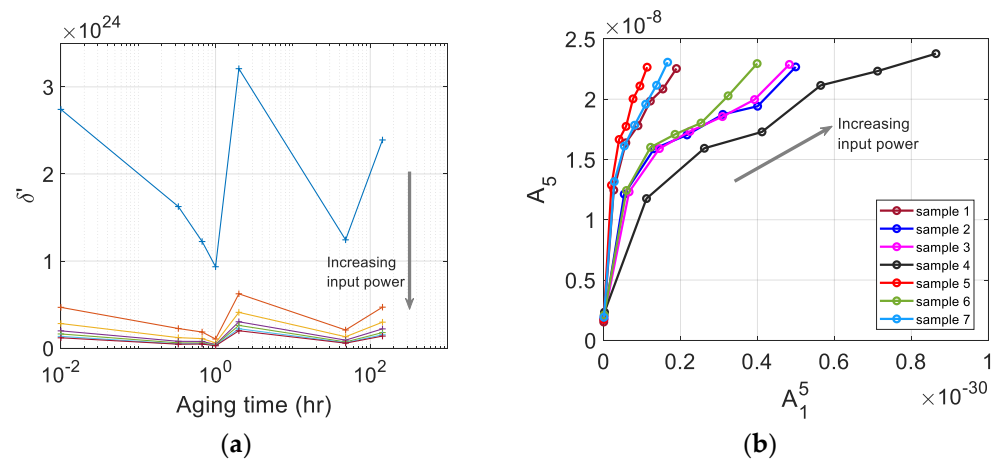 ×10^24
3
2
1
0
δ'
10^-2
10^0
10^2
Aging time (hr)
Increasing
input power
(a)
×10^-8
2.5
2
1.5
1
0.5
0
A_5
0
0.2
0.4
0.6
0.8
1
A_1^5
×10^-30
Increasing
input power
sample 1
sample 2
sample 3
sample 4
sample 5
sample 6
sample 7
(b)